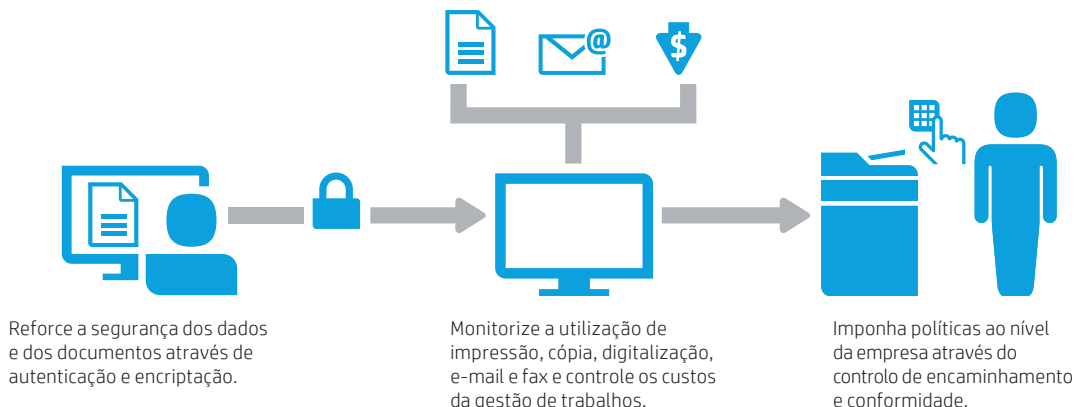 @
$
Reforce a segurança dos dados
e dos documentos através de
autenticação e encriptação.
Monitorize a utilização de
impressão, cópia, digitalização,
e-mail e fax e controle os custos
da gestão de trabalhos.
Imponha políticas ao nível
da empresa através do
controlo de encaminhamento
e conformidade.